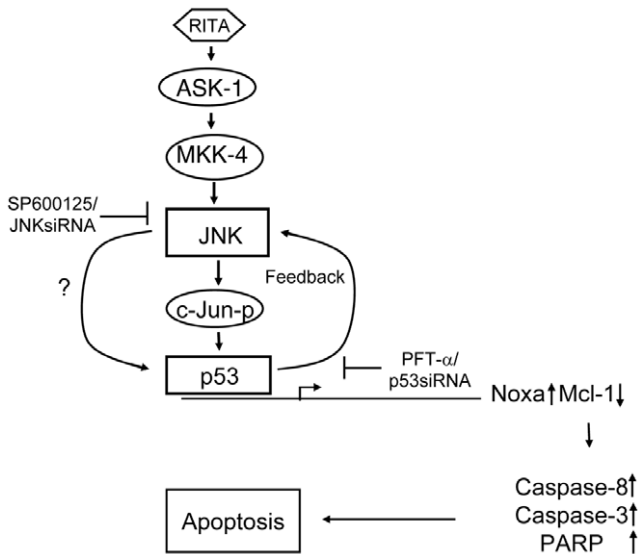 RITA
ASK-1
MKK-4
SP600125/
JNKsiRNA
JNK
?
Feedback
c-Jun-p
p53
PFT-α/
p53siRNA
Noxa↑Mcl-1↓
Caspase-8↑
Caspase-3↑
PARP ↑
Apoptosis